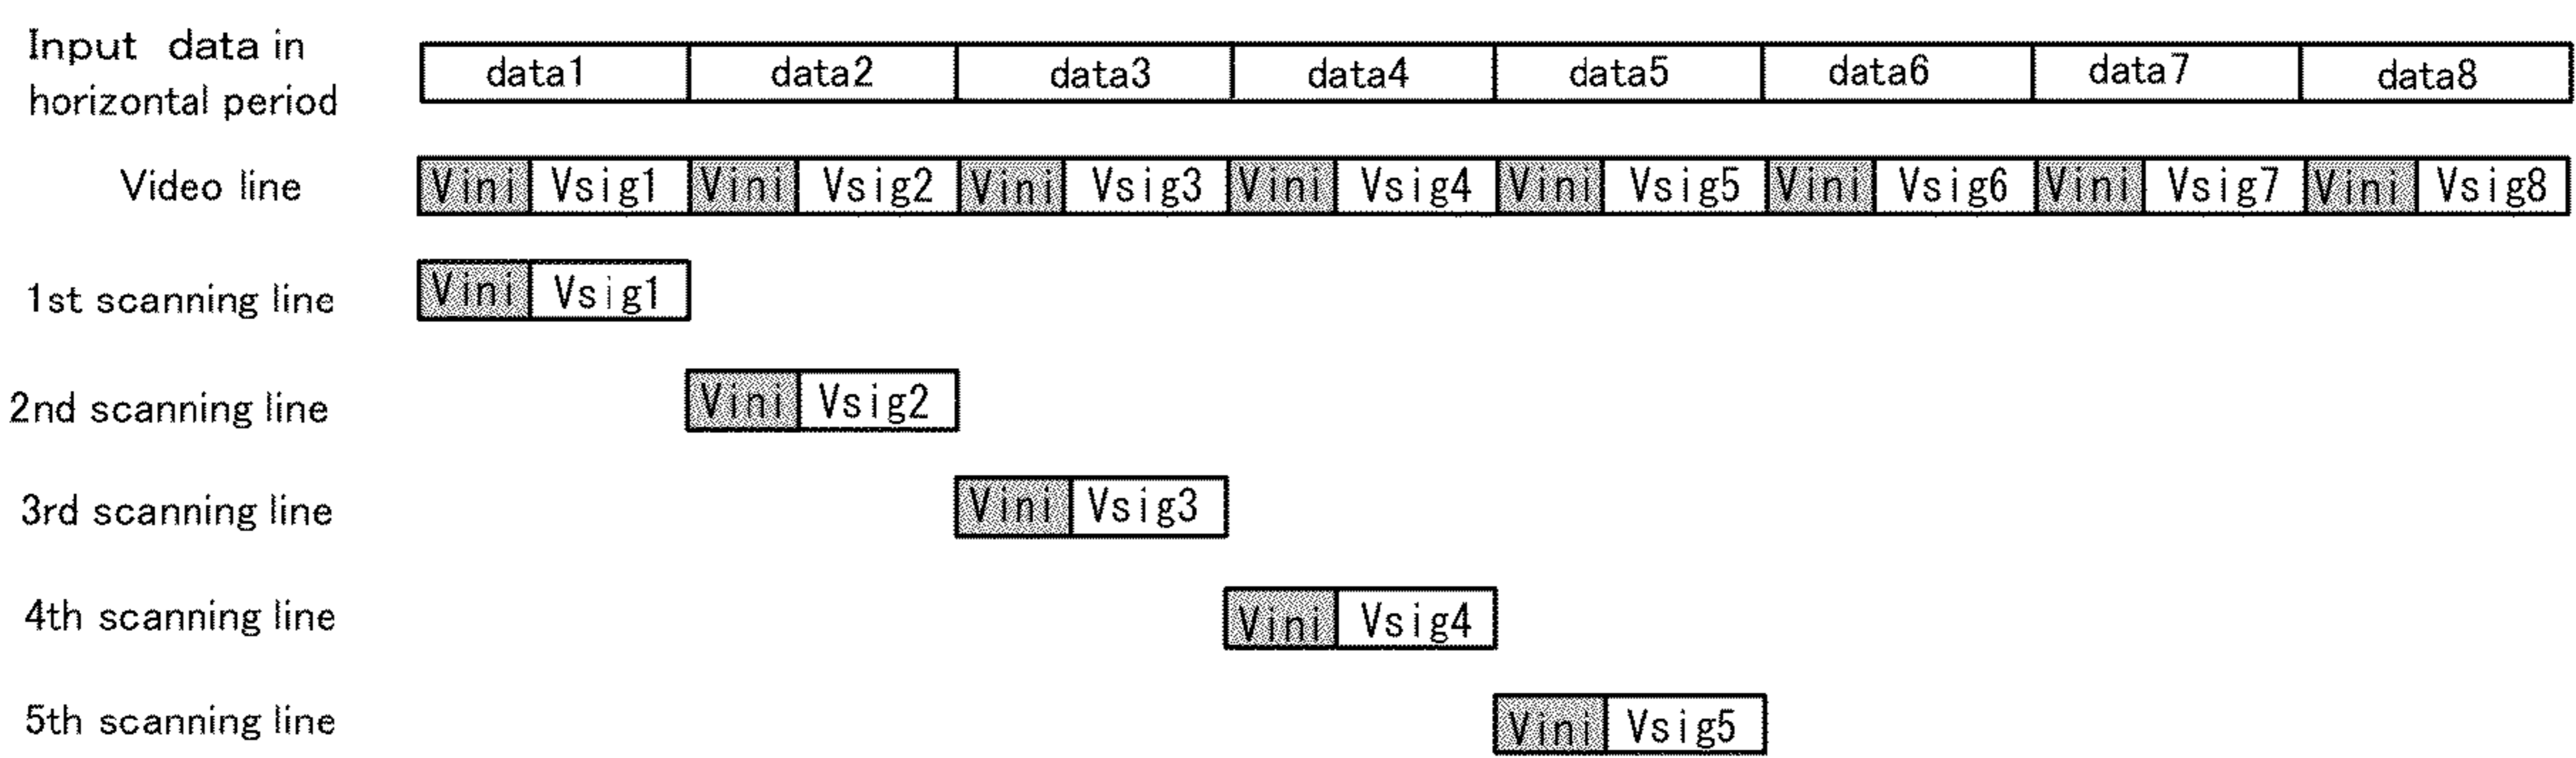 Input data in
horizontal period
data1 data2 data3 data4 data5 data6 data7 data8
Video line
Vini Vsig1 Vini Vsig2 Vini Vsig3 Vini Vsig4 Vini Vsig5 Vini Vsig6 Vini Vsig7 Vini Vsig8
1st scanning line
Vini Vsig1
2nd scanning line
Vini Vsig2
3rd scanning line
Vini Vsig3
4th scanning line
Vini Vsig4
5th scanning line
Vini Vsig5